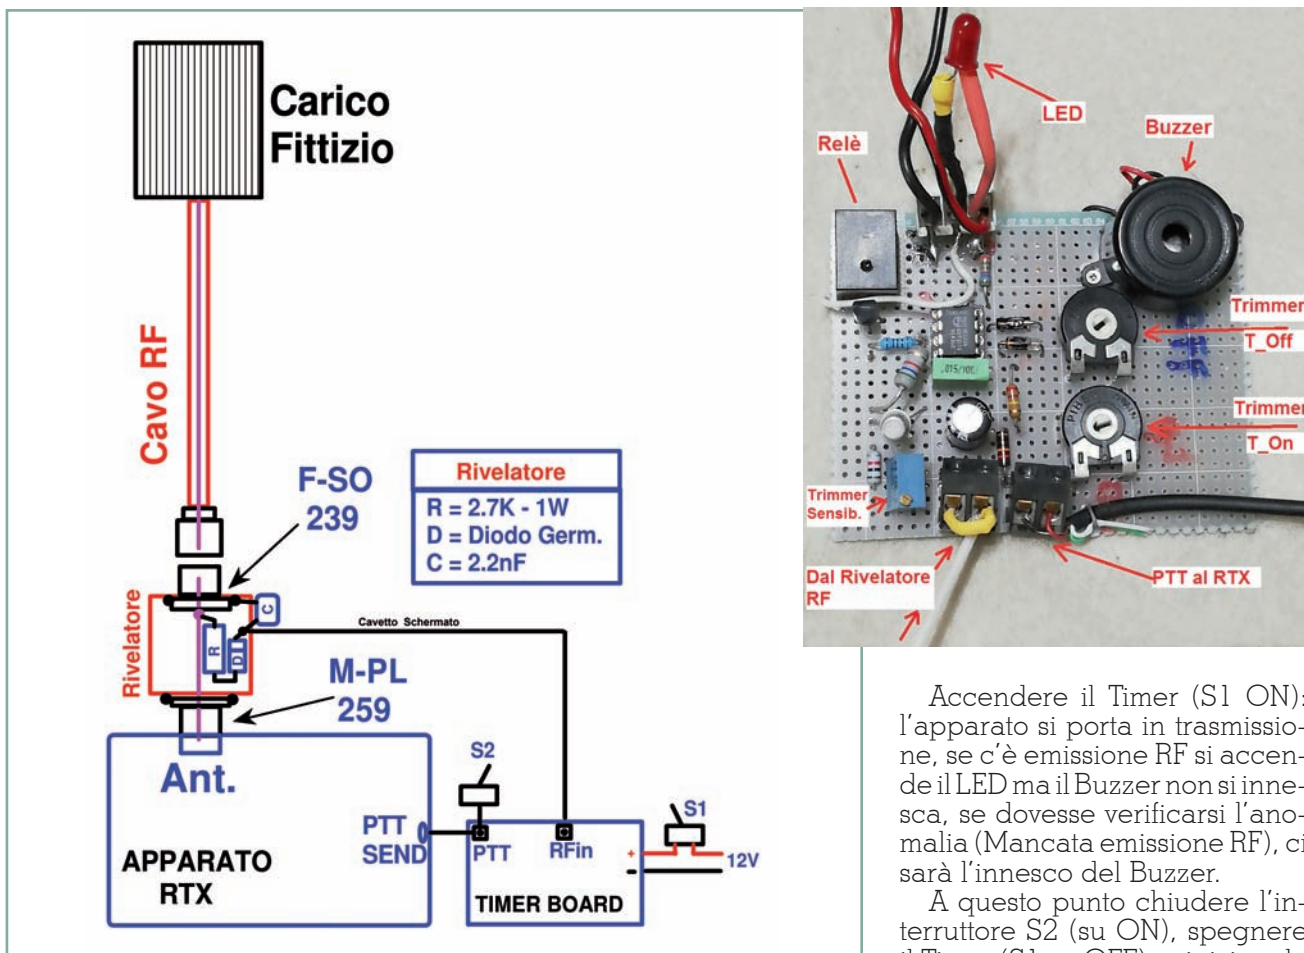 Carico
Fittizio
Cavo RF
F-SO
239
Rivelatore
R = 2.7K - 1W
D = Diodo Germ.
C = 2.2nF
Rivelatore
C
R
D
Cavetto Schermato
M-PL
259
Ant.
S2
S1
PTT
SEND
PTT
RFin
+
-
12V
APPARATO
RTX
TIMER BOARD
LED
Buzzer
Relè
Trimmer
T_Off
Trimmer
T_On
.015/100
Trimmer
Sensib.
Dal Rivelatore
RF
PTT al RTX
Accendere il Timer (S1 ON):
l'apparato si porta in trasmissio-
ne, se c'è emissione RF si accen-
de il LED ma il Buzzer non si inne-
sca, se dovesse verificarsi l'ano-
malia (Mancata emissione RF), ci
sarà l'innesco del Buzzer.
A questo punto chiudere l'in-
terruttore S2 (su ON), spegnere